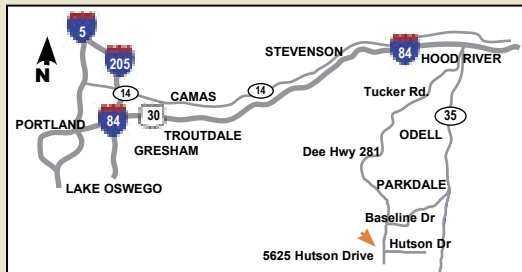 5
N
205
14
CAMAS
PORTLAND
84
30
TROUTDALE
GRESHAM
LAKE OSWEGO
STEVENSON
14
84
HOOD RIVER
Tucker Rd.
35
ODELL
Dee Hwy 281
PARKDALE
Baseline Dr
Hutson Dr
5625 Hutson Drive